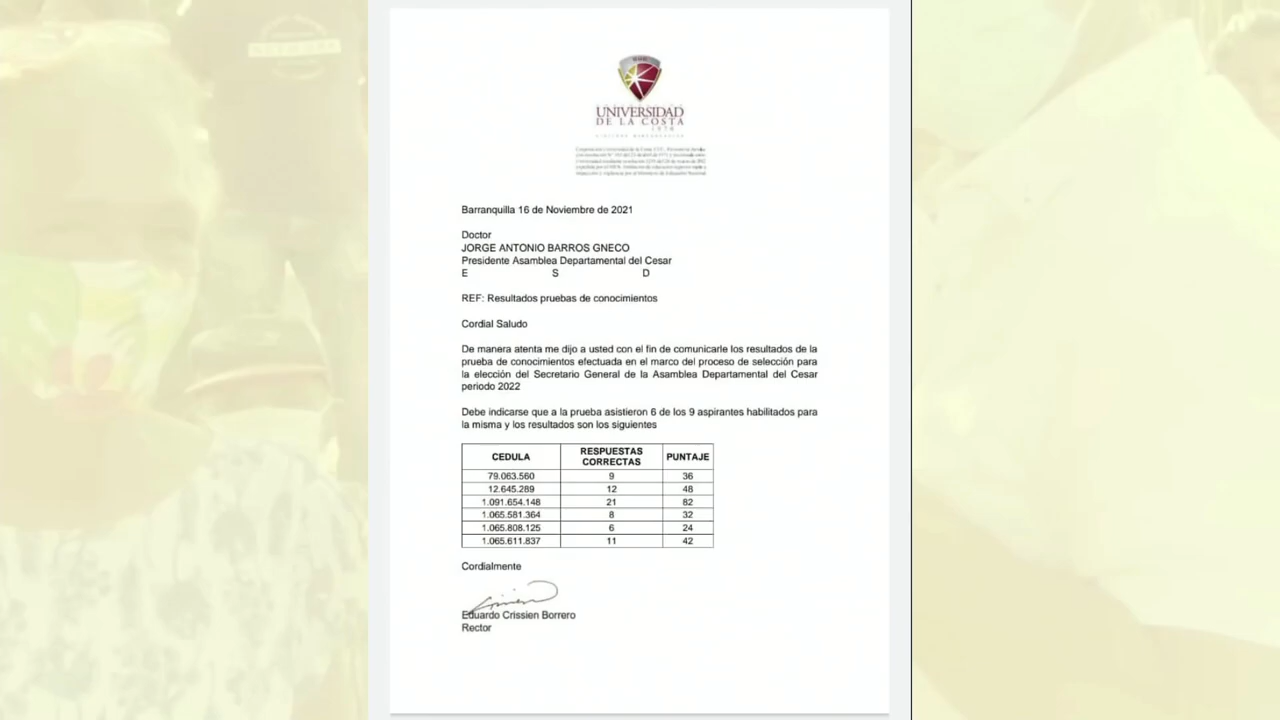 NETWORK
UNIVERSIDAD
DE LA COSTA
1970
Barranquilla 16 de Noviembre de 2021
Doctor
JORGE ANTONIO BARROS GNECO
Presidente Asamblea Departamental del Cesar
E S D
REF: Resultados pruebas de conocimientos
Cordial Saludo
De manera atenta me dijo a usted con el fin de comunicarle los resultados de la
prueba de conocimientos efectuada en el marco del proceso de selección para
la elección del Secretario General de la Asamblea Departamental del Cesar
periodo 2022
Debe indicarse que a la prueba asistieron 6 de los 9 aspirantes habilitados para
la misma y los resultados son los siguientes
CEDULA RESPUESTAS CORRECTAS PUNTAJE
79.063.560 9 36
12.645.289 12 48
1.091.654.148 21 82
1.065.581.364 8 32
1.065.808.125 6 24
1.065.611.837 11 42
Cordialmente
Eduardo Crissien Borrero
Rector